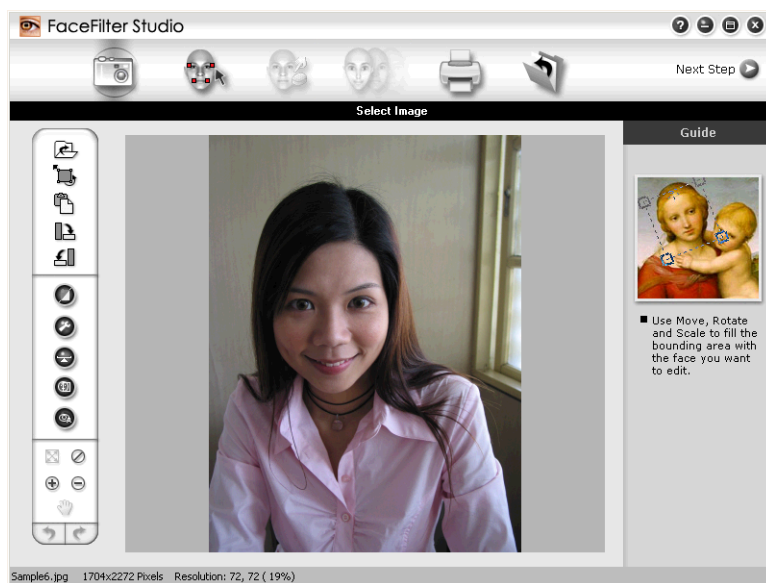 FaceFilter Studio
Next Step
Select Image
Guide
Use Move, Rotate
and Scale to fill the
bounding area with
the face you want
to edit.
Sample6.jpg 1704x2272 Pixels Resolution: 72, 72 ( 19%)